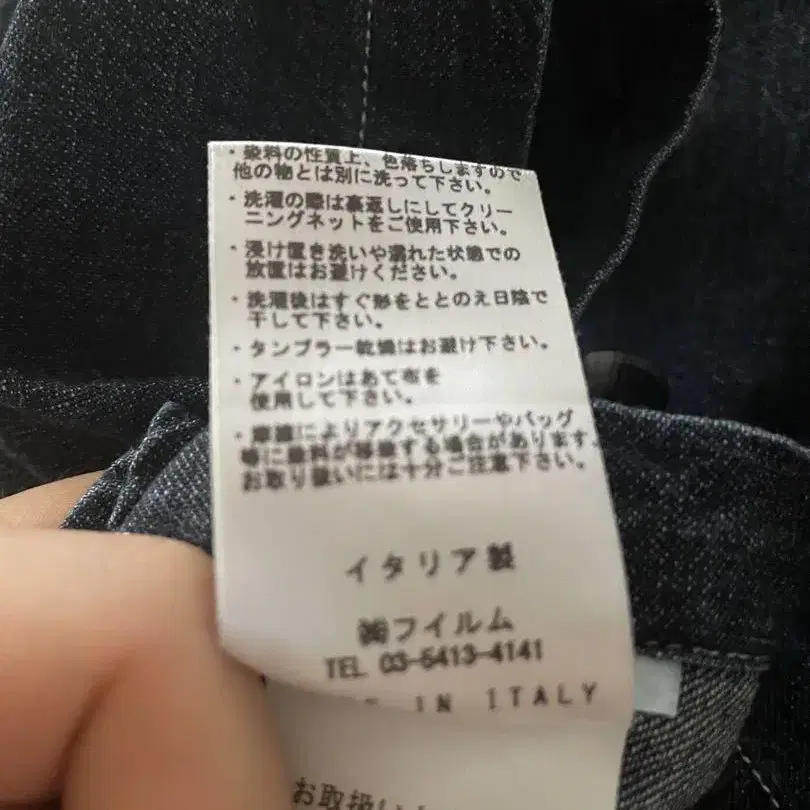 ・染料の性質上、色落ちしますので
他の物とは別に洗って下さい。
・洗濯の際は裏返しにしてクリー
ニングネットをご使用下さい。
・浸け置き洗いや濡れた状態での
放置はお避けください。
・洗濯後はすぐ形をととのえ日陰で
干して下さい。
・タンブラー乾燥はお避け下さい。
・アイロンはあて布を
使用して下さい。
・摩擦によりアクセサリーやバッグ
等に染料が移染する場合があります。
お取り扱いには十分ご注意下さい。
イタリア製
㈱フイルム
TEL 03-5413-4141
IN ITALY
お取扱い